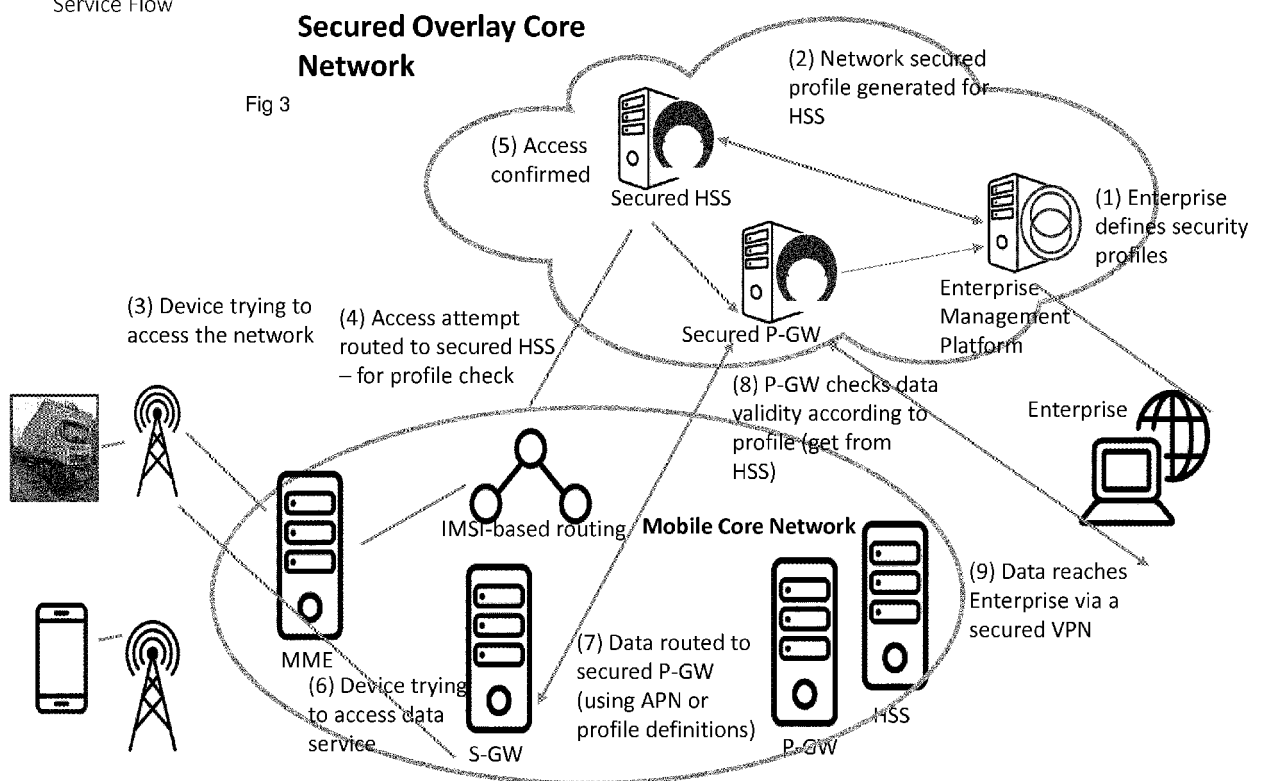 Service Flow
Secured Overlay Core
Network
Fig 3
(2) Network secured
profile generated for
HSS
(5) Access
confirmed
Secured HSS
(1) Enterprise
defines security
profiles
Enterprise
Management
Platform
Secured P-GW
(3) Device trying to
access the network
(4) Access attempt
routed to secured HSS
– for profile check
(8) P-GW checks data
validity according to
profile (get from
HSS)
Enterprise
IMSI-based routing
Mobile Core Network
(9) Data reaches
Enterprise via a
secured VPN
MME
(6) Device trying
to access data
service
S-GW
(7) Data routed to
secured P-GW
(using APN or
profile definitions)
P-GW
HSS